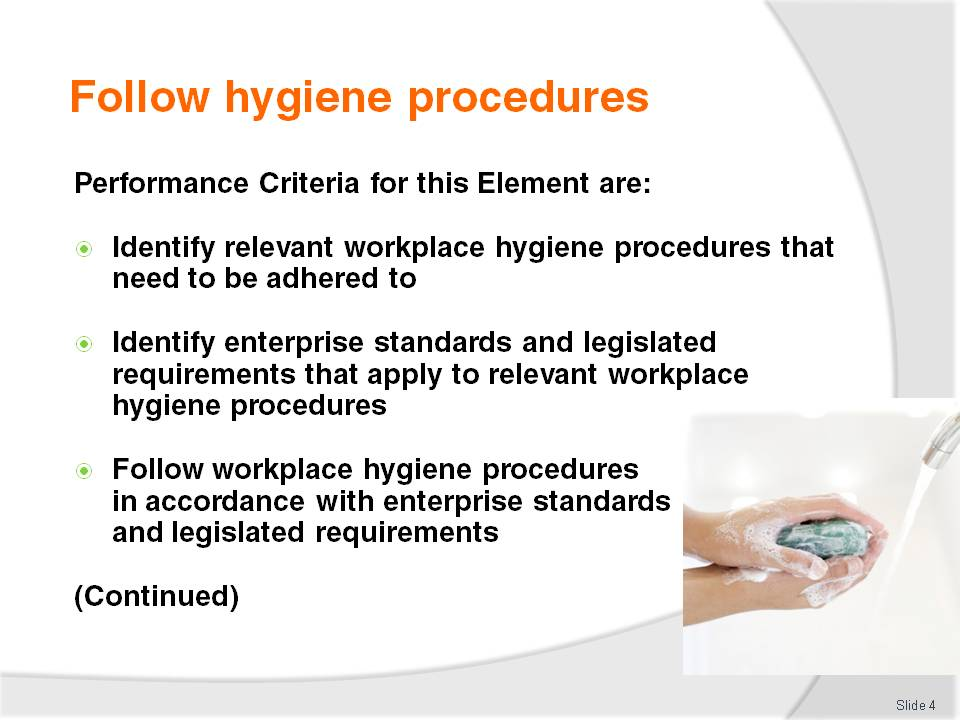 Follow hygiene procedures
Performance Criteria for this Element are:
Identify relevant workplace hygiene procedures that
need to be adhered to
Identify enterprise standards and legislated
requirements that apply to relevant workplace
hygiene procedures
Follow workplace hygiene procedures
in accordance with enterprise standards
and legislated requirements
(Continued)
Slide 4